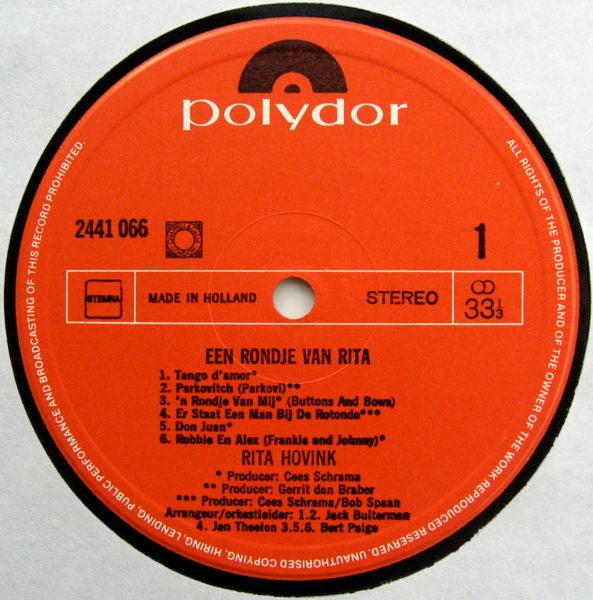 polydor
2441 066
1
STEMRA
MADE IN HOLLAND
STEREO
33 1/3
EEN RONDJE VAN RITA
1. Tango d'amor*
2. Parkovitch (Parkovi)**
3. 'n Rondje Van Mij* (Buttons And Bows)
4. Er Staat Een Man Bij De Rotonde***
5. Don Juan*
6. Robbie En Alex (Frankie and Johnny)*
RITA HOVINK
* Producer: Cees Schrama
** Producer: Gerrit den Braber
*** Producer: Cees Schrama/Bob Spaan
Arrangeur/orkestleider: 1.2. Jack Bulterman
4. Jan Theelen 3.5.6. Bert Paige
ALL RIGHTS OF THE PRODUCER AND OF THE OWNER OF THE WORK REPRODUCED RESERVED. UNAUTHORISED COPYING, HIRING, LENDING, PUBLIC PERFORMANCE AND BROADCASTING OF THIS RECORD PROHIBITED.